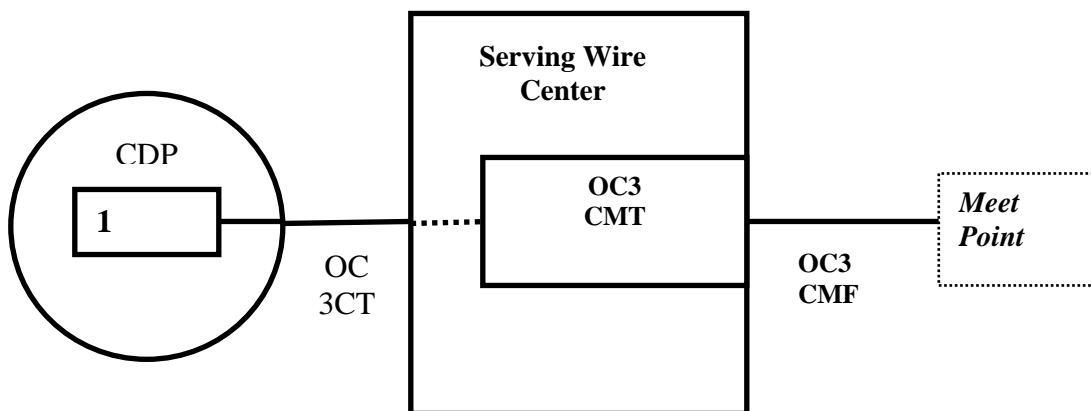 Serving Wire
Center
CDP
1
OC
3CT
OC3
CMT
OC3
CMF
Meet
Point